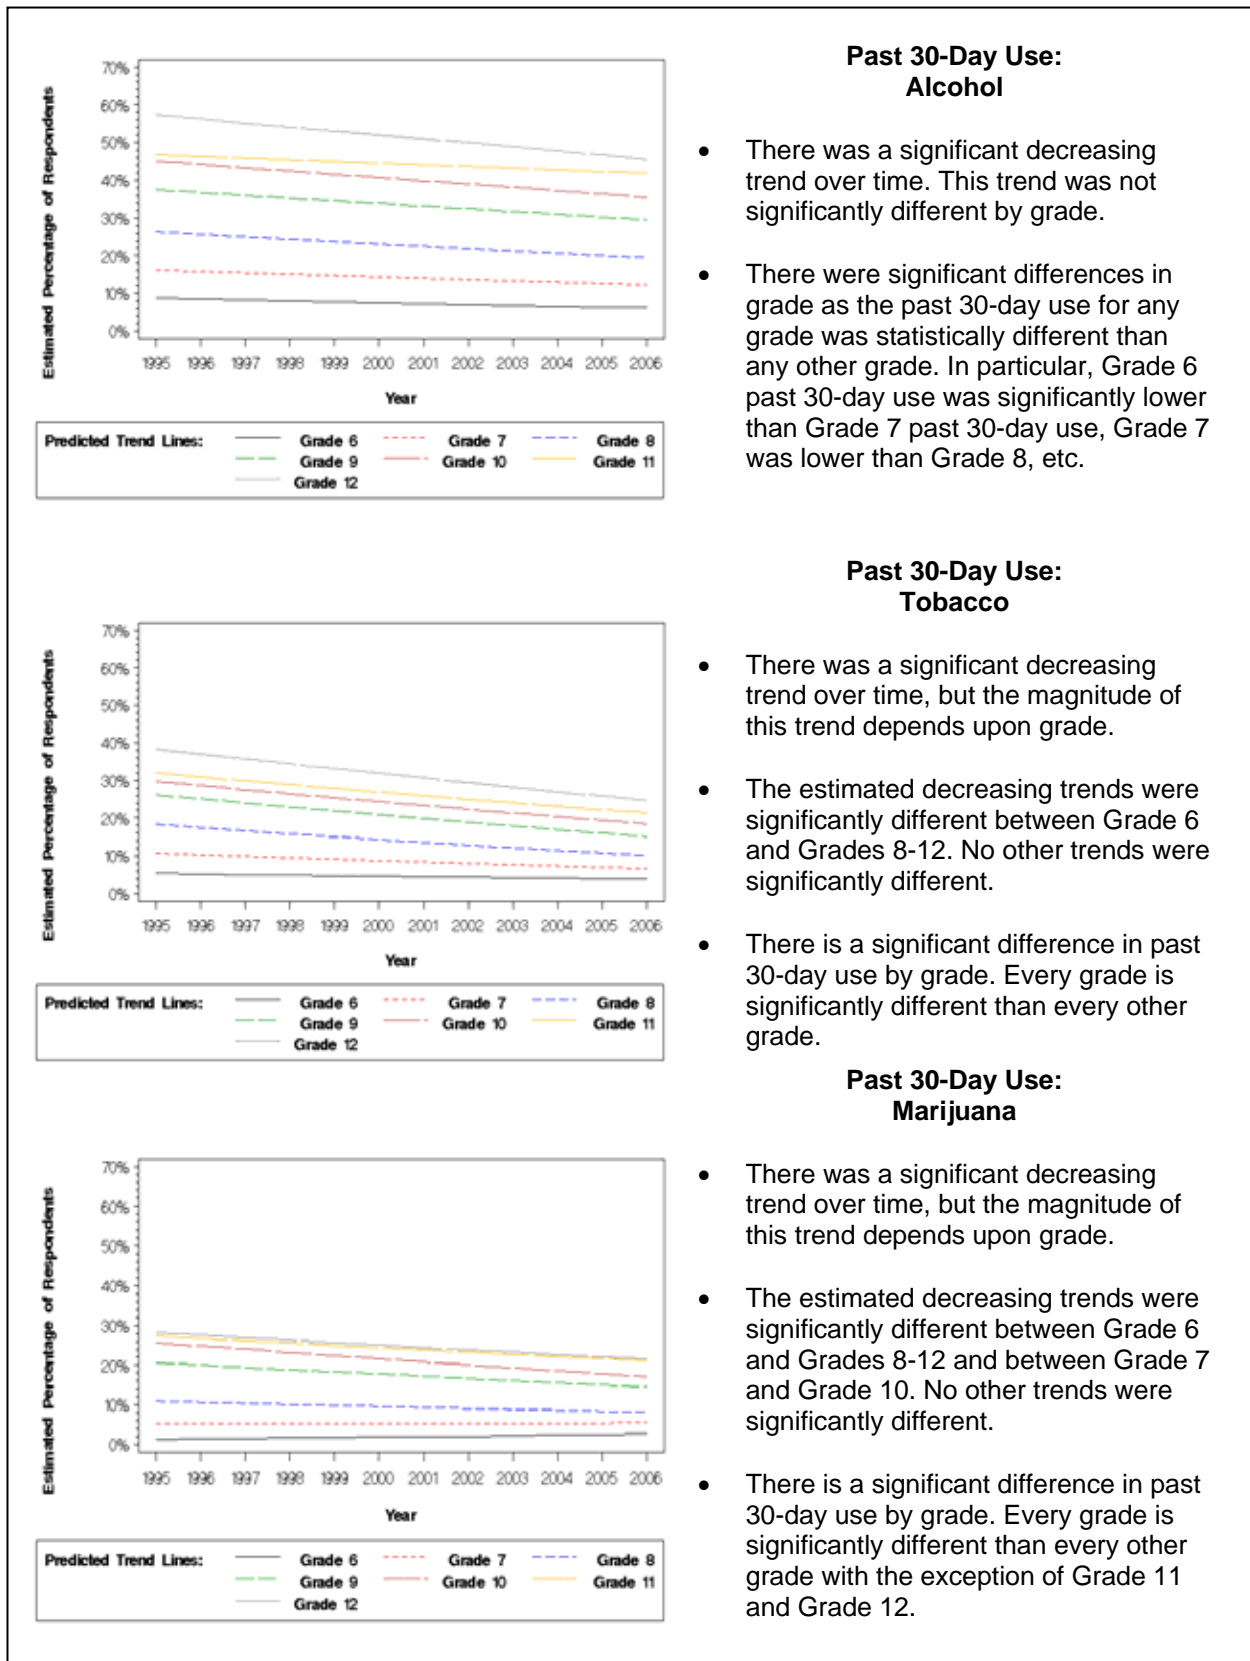 Past 30-Day Use:
Alcohol
70%
60%
50%
40%
30%
20%
10%
0%
Estimated Percentage of Respondents
1995 1996 1997 1998 1999 2000 2001 2002 2003 2004 2005 2006
Year
Predicted Trend Lines: Grade 6 Grade 7 Grade 8
Grade 9 Grade 10 Grade 11
Grade 12
• There was a significant decreasing
trend over time. This trend was not
significantly different by grade.
• There were significant differences in
grade as the past 30-day use for any
grade was statistically different than
any other grade. In particular, Grade 6
past 30-day use was significantly lower
than Grade 7 past 30-day use, Grade 7
was lower than Grade 8, etc.
Past 30-Day Use:
Tobacco
70%
60%
50%
40%
30%
20%
10%
0%
Estimated Percentage of Respondents
1995 1996 1997 1998 1999 2000 2001 2002 2003 2004 2005 2006
Year
Predicted Trend Lines: Grade 6 Grade 7 Grade 8
Grade 9 Grade 10 Grade 11
Grade 12
• There was a significant decreasing
trend over time, but the magnitude of
this trend depends upon grade.
• The estimated decreasing trends were
significantly different between Grade 6
and Grades 8-12. No other trends were
significantly different.
• There is a significant difference in past
30-day use by grade. Every grade is
significantly different than every other
grade.
Past 30-Day Use:
Marijuana
70%
60%
50%
40%
30%
20%
10%
0%
Estimated Percentage of Respondents
1995 1996 1997 1998 1999 2000 2001 2002 2003 2004 2005 2006
Year
Predicted Trend Lines: Grade 6 Grade 7 Grade 8
Grade 9 Grade 10 Grade 11
Grade 12
• There was a significant decreasing
trend over time, but the magnitude of
this trend depends upon grade.
• The estimated decreasing trends were
significantly different between Grade 6
and Grades 8-12 and between Grade 7
and Grade 10. No other trends were
significantly different.
• There is a significant difference in past
30-day use by grade. Every grade is
significantly different than every other
grade with the exception of Grade 11
and Grade 12.